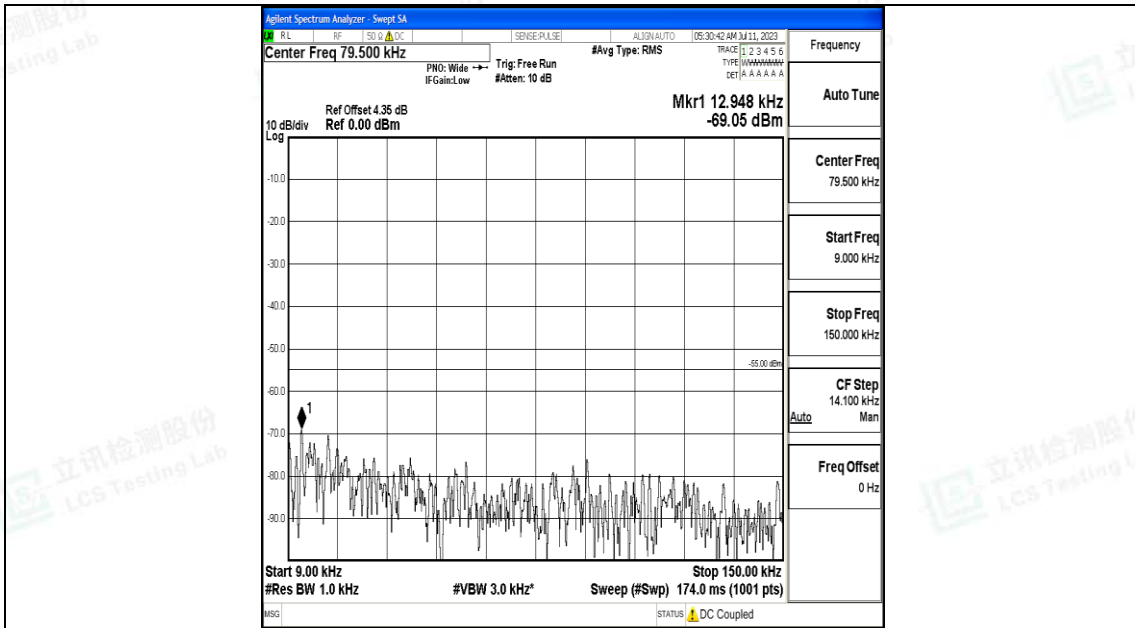 Agilent Spectrum Analyzer - Swept SA
RL RF 50 Ω DC SENSE:PULSE ALIGN AUTO 05:30:42 AM Jul 11, 2023
Center Freq 79.500 kHz
PNO: Wide
IFGain:Low
Trig: Free Run
#Atten: 10 dB
#Avg Type: RMS
TRACE 1 2 3 4 5 6
TYPE
DET A A A A A A
Frequency
Auto Tune
Center Freq
79.500 kHz
Start Freq
9.000 kHz
Stop Freq
150.000 kHz
CF Step
14.100 kHz
Auto Man
Freq Offset
0 Hz
Mkr1 12.948 kHz
-69.05 dBm
Ref Offset 4.35 dB
10 dB/div Ref 0.00 dBm
Log
-10.0
-20.0
-30.0
-40.0
-50.0
-55.00 dBm
-60.0
1
-70.0
-80.0
-90.0
Start 9.00 kHz Stop 150.00 kHz
#Res BW 1.0 kHz #VBW 3.0 kHz* Sweep (#Swp) 174.0 ms (1001 pts)
MSG STATUS DC Coupled
立讯检测股份
LCS Testing Lab
立讯检测股份
LCS Testing Lab